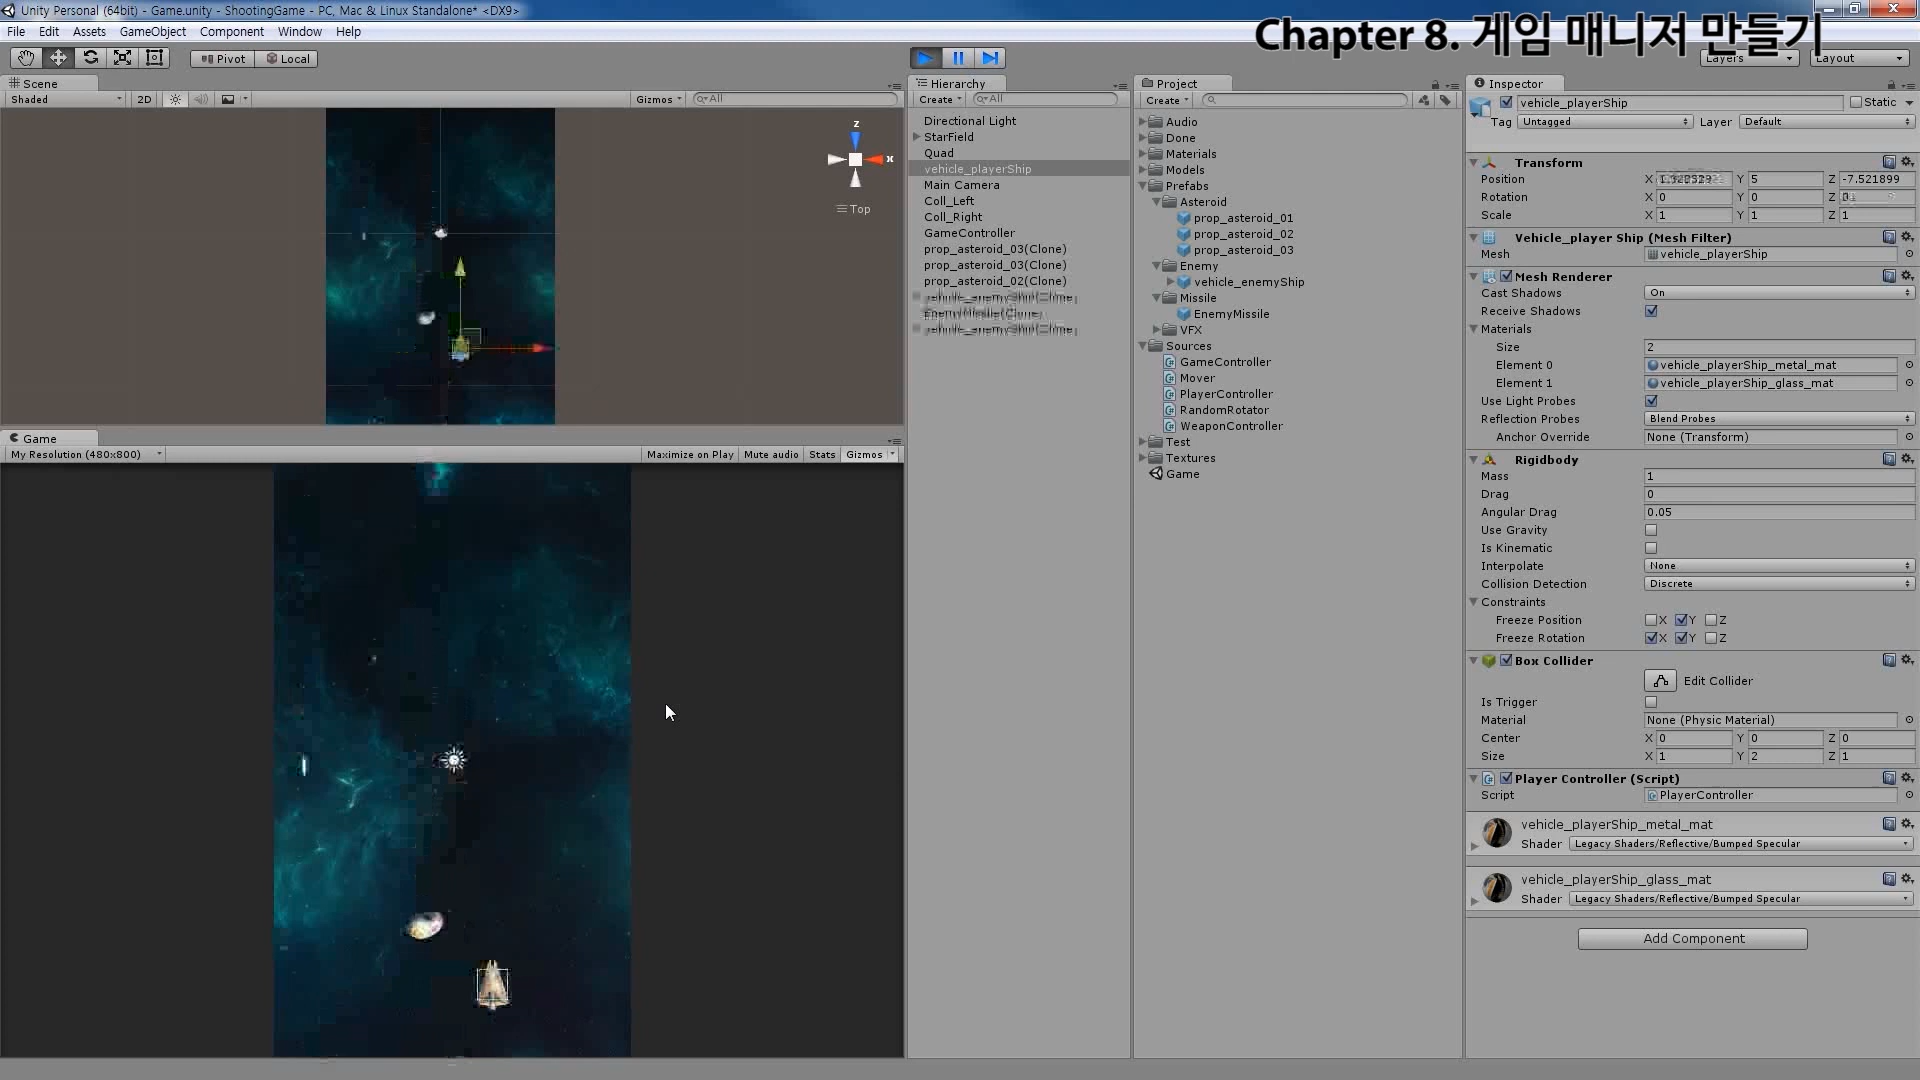 Unity Personal (64bit) - Game.unity - ShootingGame - PC, Mac & Linux Standalone* <DX9>
Chapter 8. 게임 매니저 만들기
File Edit Assets GameObject Component Window Help
Pivot Local
Layers Layout
Scene
Shaded 2D Gizmos All
z
x
Top
Game
My Resolution (480x800) Maximize on Play Mute audio Stats Gizmos
Hierarchy
Create All
Directional Light
StarField
Quad
vehicle_playerShip
Main Camera
Coll_Left
Coll_Right
GameController
prop_asteroid_03(Clone)
prop_asteroid_03(Clone)
prop_asteroid_02(Clone)
Project
Create
Audio
Done
Materials
Models
Prefabs
Asteroid
prop_asteroid_01
prop_asteroid_02
prop_asteroid_03
Enemy
vehicle_enemyShip
Missile
EnemyMissile
VFX
Sources
GameController
Mover
PlayerController
RandomRotator
WeaponController
Test
Textures
Game
Inspector
vehicle_playerShip Static
Tag Untagged Layer Default
Transform
Position X Y 5 Z -7.521899
Rotation X 0 Y 0 Z
Scale X 1 Y 1 Z 1
Vehicle_player Ship (Mesh Filter)
Mesh vehicle_playerShip
Mesh Renderer
Cast Shadows On
Receive Shadows
Materials
Size 2
Element 0 vehicle_playerShip_metal_mat
Element 1 vehicle_playerShip_glass_mat
Use Light Probes
Reflection Probes Blend Probes
Anchor Override None (Transform)
Rigidbody
Mass 1
Drag 0
Angular Drag 0.05
Use Gravity
Is Kinematic
Interpolate None
Collision Detection Discrete
Constraints
Freeze Position X Y Z
Freeze Rotation X Y Z
Box Collider
Edit Collider
Is Trigger
Material None (Physic Material)
Center X 0 Y 0 Z 0
Size X 1 Y 2 Z 1
Player Controller (Script)
Script PlayerController
vehicle_playerShip_metal_mat
Shader Legacy Shaders/Reflective/Bumped Specular
vehicle_playerShip_glass_mat
Shader Legacy Shaders/Reflective/Bumped Specular
Add Component